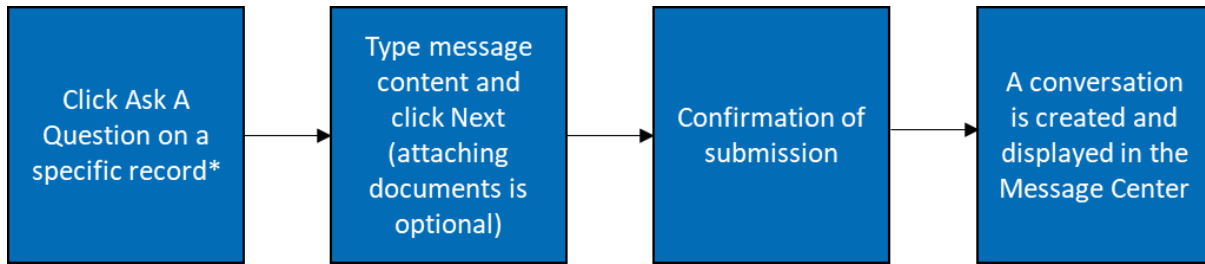 Click Ask A
Question on a
specific record*
Type message
content and
click Next
(attaching
documents is
optional)
Confirmation of
submission
A conversation
is created and
displayed in the
Message Center